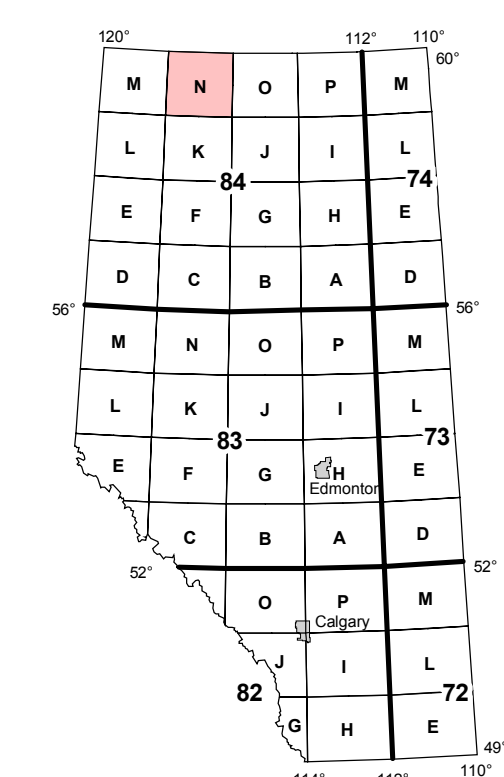 120° 112° 110°
60°
M N O P M
L K J I L
84 74
E F G H E
D C B A D
56° 56°
M N O P M
L K J I L
83 73
E F G H E
Edmonton
C B A D
52° 52°
O P M
Calgary
J I L
82 72
G H E
49°
114° 112° 110°